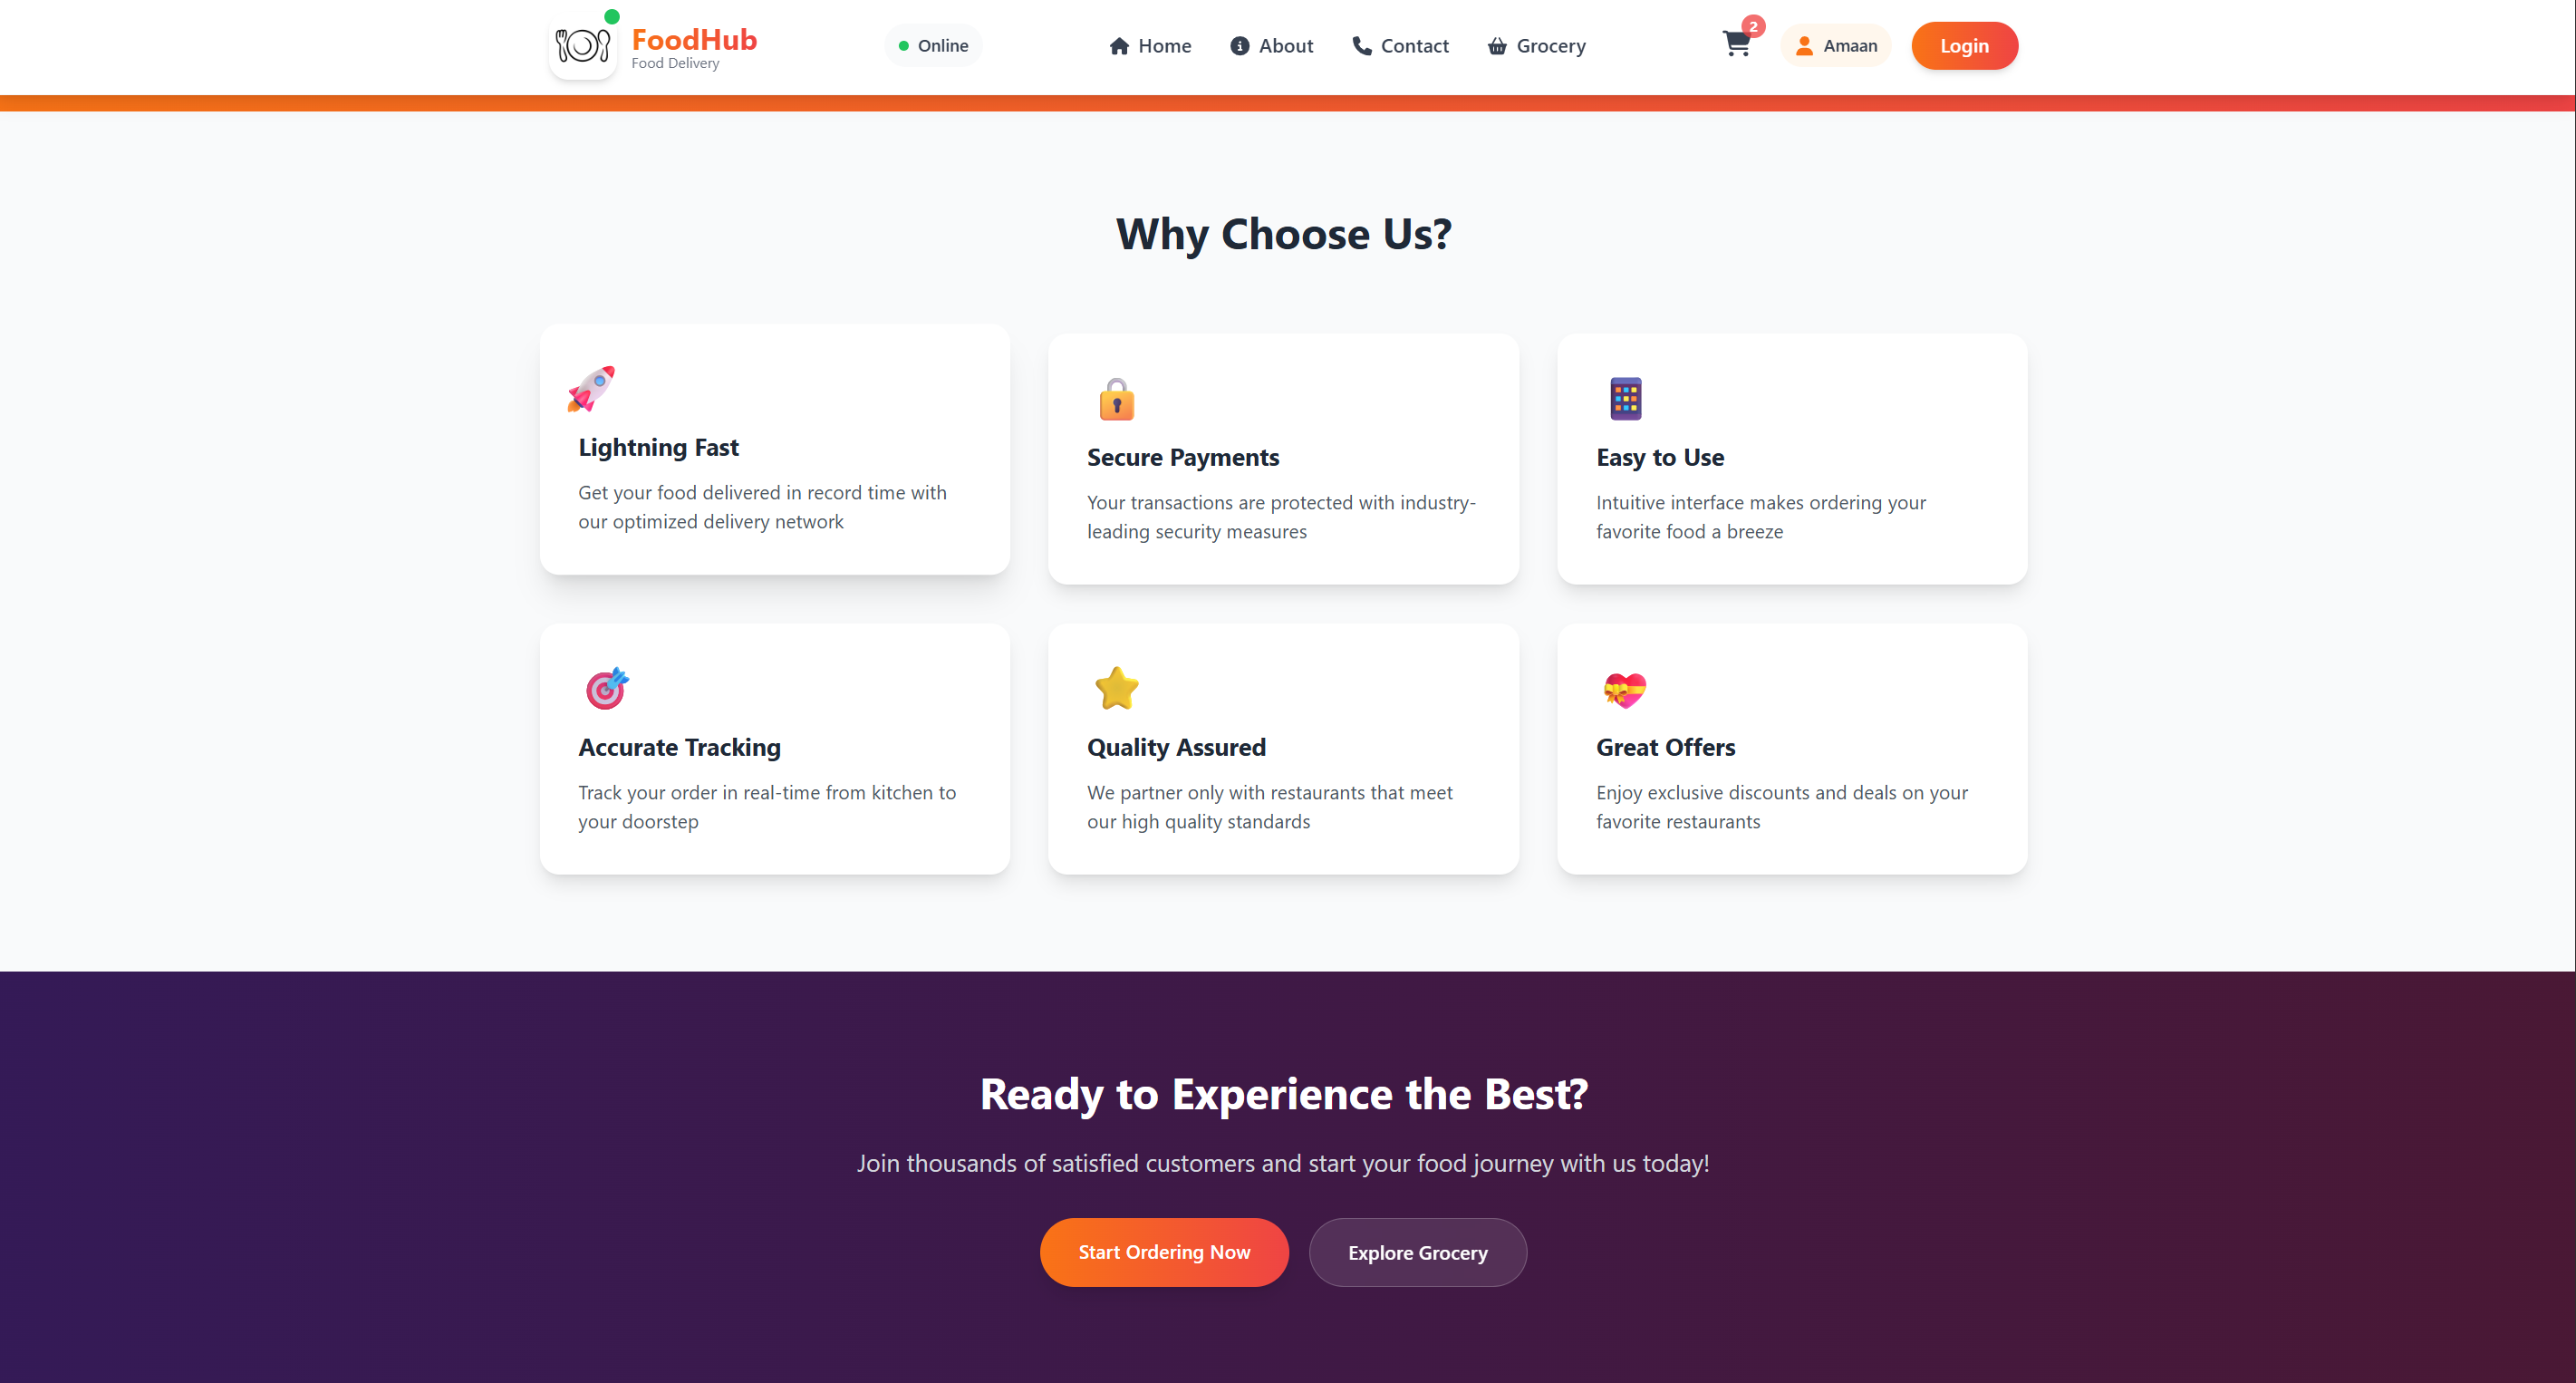 FoodHub
Food Delivery
Online
Home
About
Contact
Grocery
2
Amaan
Login
Why Choose Us?
Lightning Fast
Get your food delivered in record time with
our optimized delivery network
Secure Payments
Your transactions are protected with industry-
leading security measures
Easy to Use
Intuitive interface makes ordering your
favorite food a breeze
Accurate Tracking
Track your order in real-time from kitchen to
your doorstep
Quality Assured
We partner only with restaurants that meet
our high quality standards
Great Offers
Enjoy exclusive discounts and deals on your
favorite restaurants
Ready to Experience the Best?
Join thousands of satisfied customers and start your food journey with us today!
Start Ordering Now
Explore Grocery